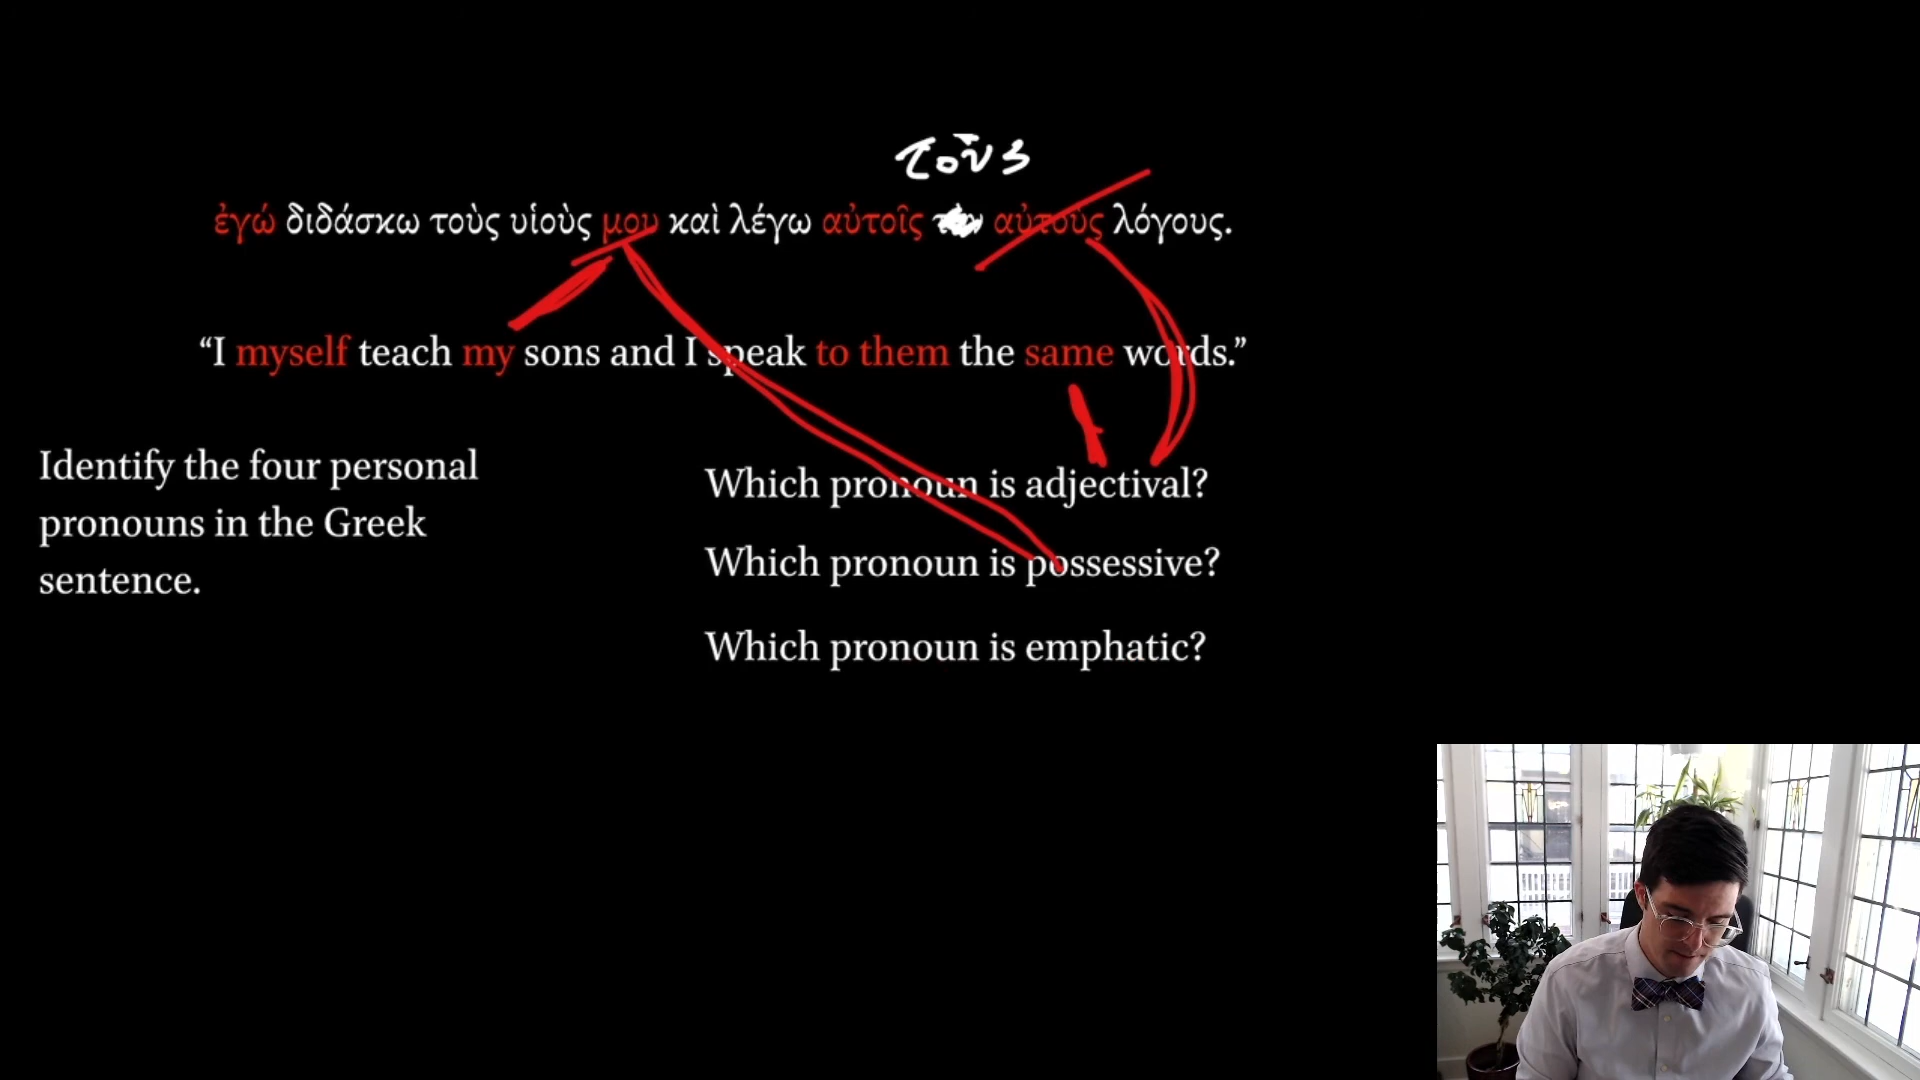 τοὺς
ἐγώ διδάσκω τοὺς υἱοὺς μου καὶ λέγω αὐτοῖς αὐτοὺς λόγους.
“I myself teach my sons and I speak to them the same words.”
Identify the four personal
pronouns in the Greek
sentence.
Which pronoun is adjectival?
Which pronoun is possessive?
Which pronoun is emphatic?